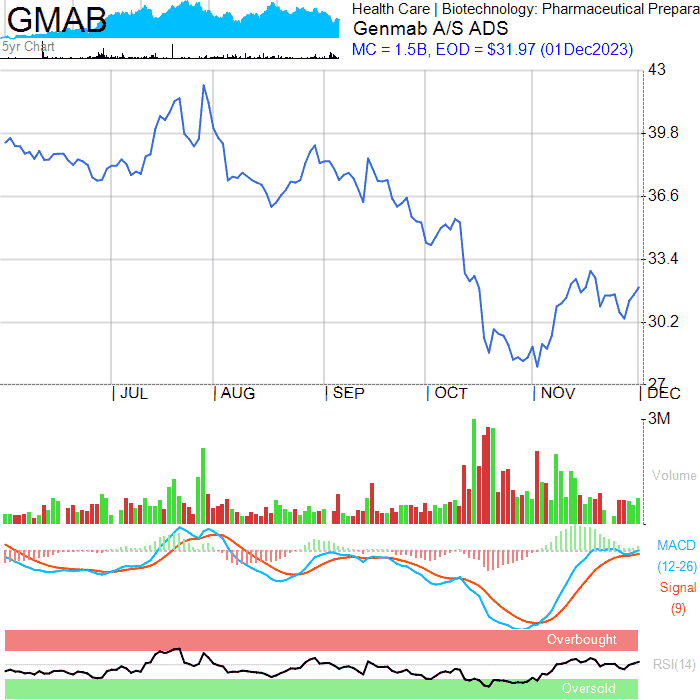 GMAB
5yr Chart
Health Care | Biotechnology: Pharmaceutical Prepara
Genmab A/S ADS
MC = 1.5B, EOD = $31.97 (01Dec2023)
43
39.8
36.6
33.4
30.2
27
JUL
AUG
SEP
OCT
NOV
DEC
3M
Volume
MACD
(12-26)
Signal
(9)
Overbought
RSI(14)
Oversold